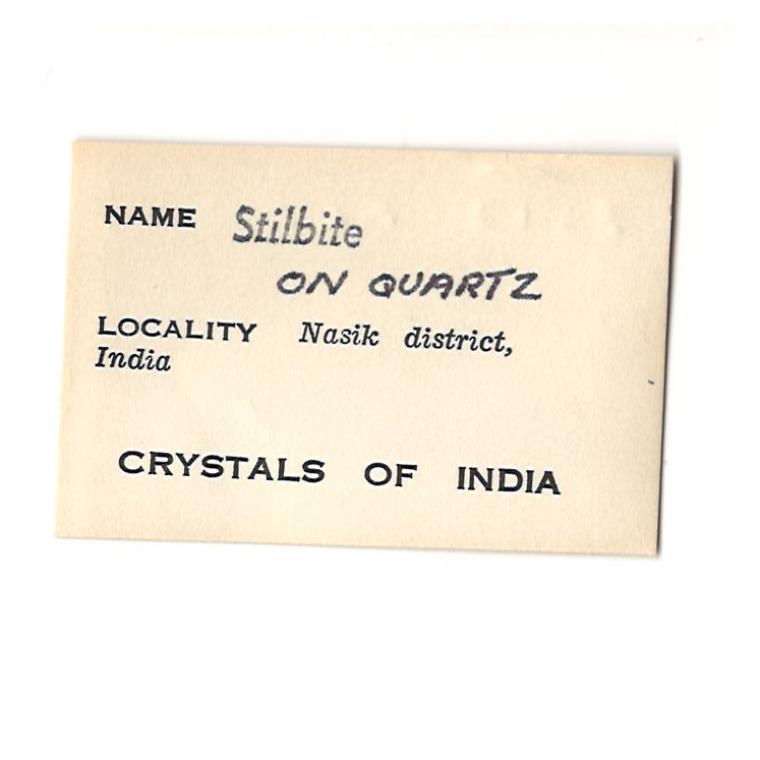 NAME Stilbite
ON QUARTZ
LOCALITY Nasik district,
India
CRYSTALS OF INDIA